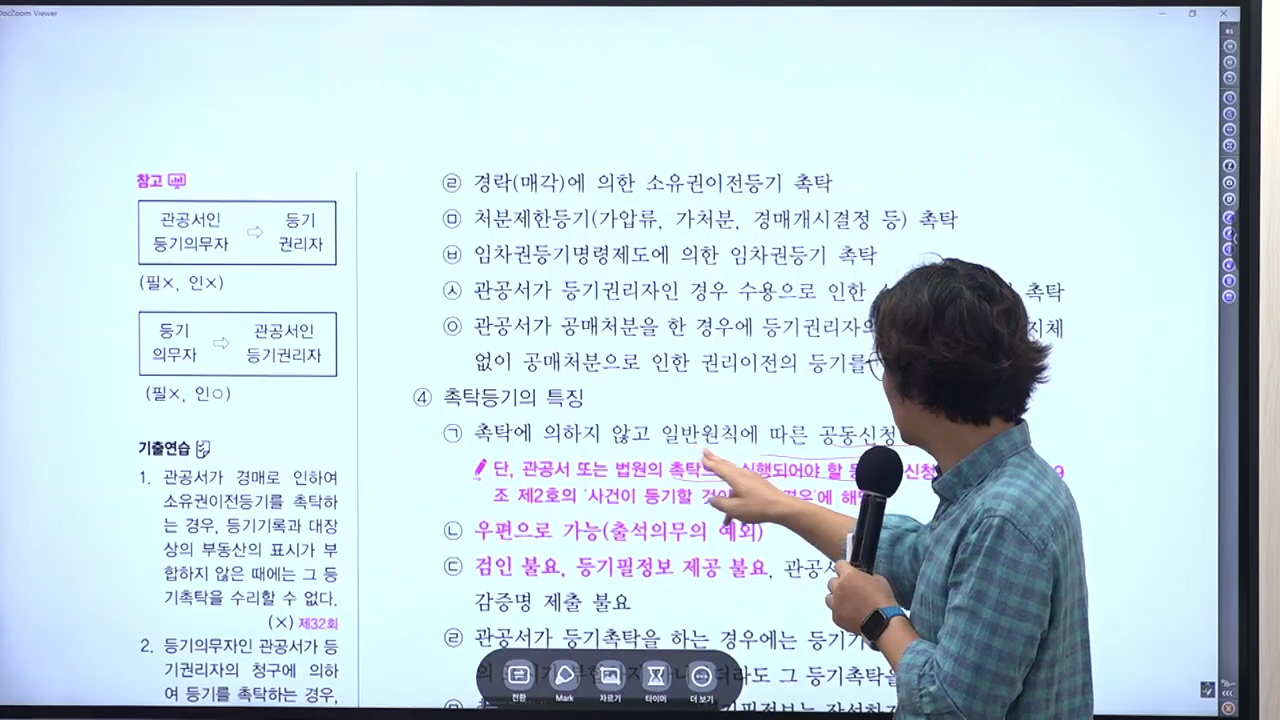 DocZoom Viewer
참고
관공서인 ⇨ 등기
등기의무자 권리자
(필×, 인×)
등기 ⇨ 관공서인
의무자 등기권리자
(필×, 인○)
기출연습
1. 관공서가 경매로 인하여
소유권이전등기를 촉탁하
는 경우, 등기기록과 대장
상의 부동산의 표시가 부
합하지 않은 때에는 그 등
기촉탁을 수리할 수 없다.
(×) 제32회
2. 등기의무자인 관공서가 등
기권리자의 청구에 의하
여 등기를 촉탁하는 경우,
㉣ 경락(매각)에 의한 소유권이전등기 촉탁
㉤ 처분제한등기(가압류, 가처분, 경매개시결정 등) 촉탁
㉥ 임차권등기명령제도에 의한 임차권등기 촉탁
㉦ 관공서가 등기권리자인 경우 수용으로 인한 촉탁
㉧ 관공서가 공매처분을 한 경우에 등기권리자의 지체
없이 공매처분으로 인한 권리이전의 등기를
④ 촉탁등기의 특징
㉠ 촉탁에 의하지 않고 일반원칙에 따른 공동신청
단, 관공서 또는 법원의 실행되어야 할
조 제2호의 '사건이 등기할
㉡ 우편으로 가능(출석의무의 예외)
㉢ 검인 불요, 등기필정보 제공 불요,
감증명 제출 불요
㉣ 관공서가 등기촉탁을 하는 경우에는
그 등기촉탁을
전환 Mark 자르기 타이머 더 보기